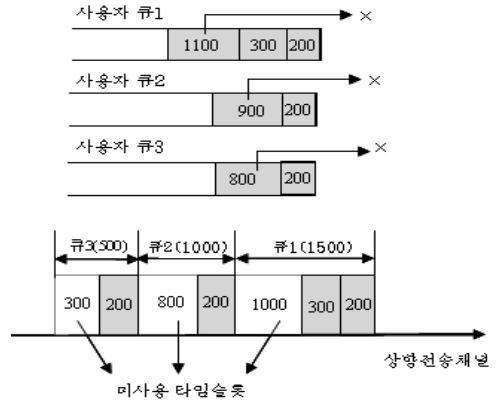 사용자 큐1
×
1100 300 200
사용자 큐2
×
900 200
사용자 큐3
×
800 200
큐3(500) 큐2(1000) 큐1(1500)
300 200 800 200 1000 300 200
상향전송채널
미사용 타임슬롯